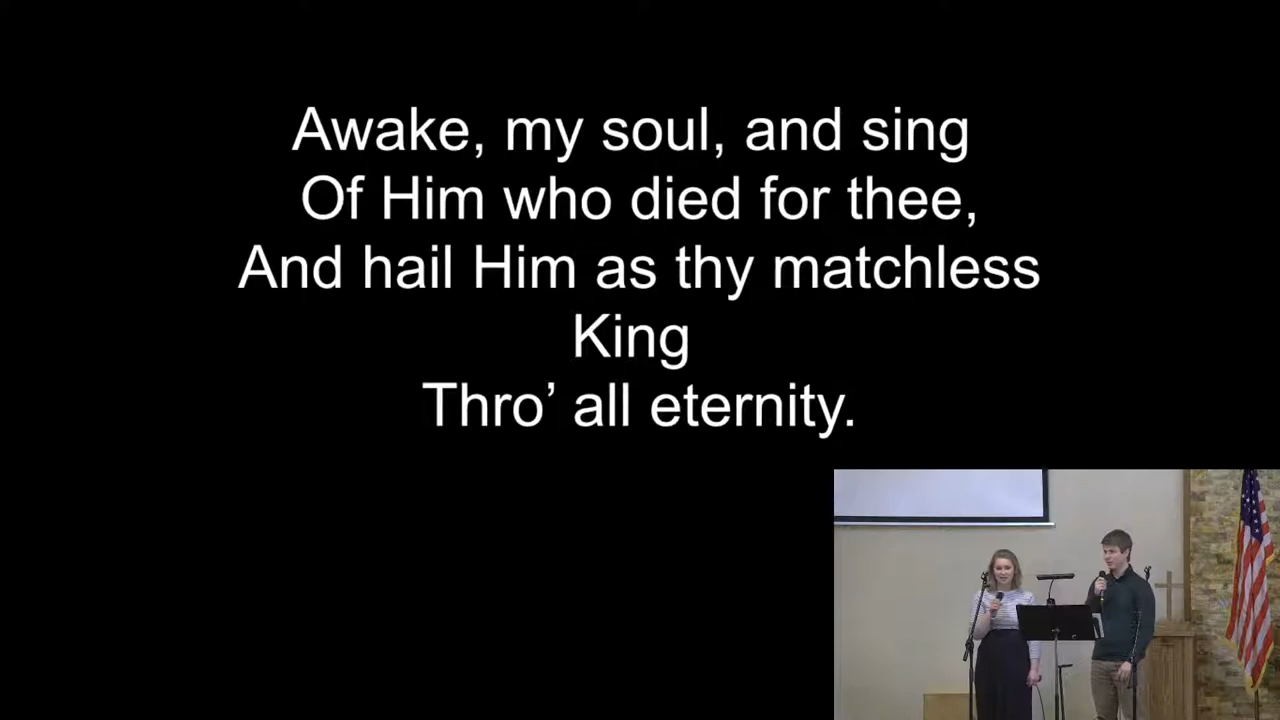 Awake, my soul, and sing
Of Him who died for thee,
And hail Him as thy matchless
King
Thro’ all eternity.